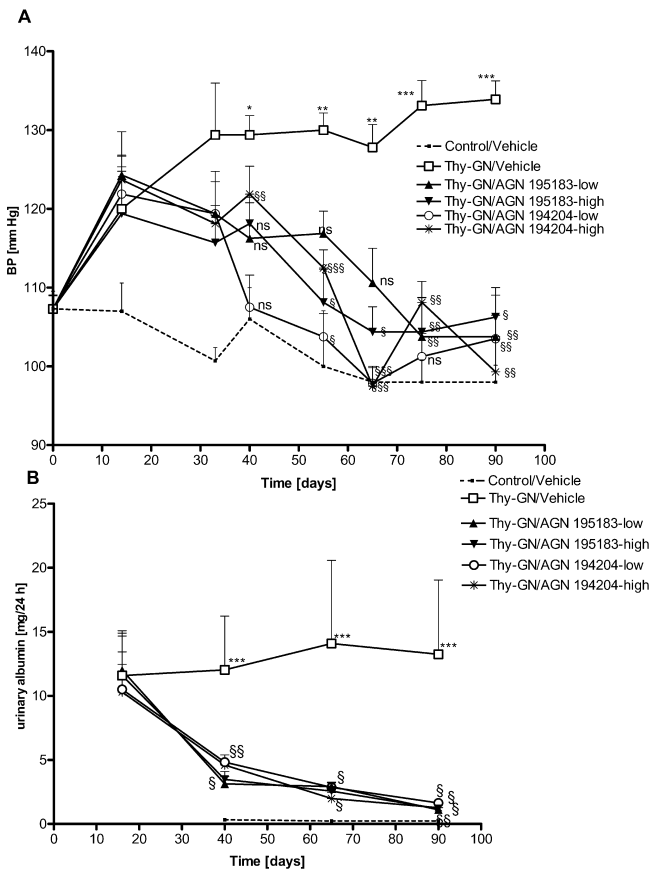 A
140
130
120
110
100
90
BP [mm Hg]
0 10 20 30 40 50 60 70 80 90 100
Time [days]
* ** ** *** ***
§§
ns
ns
ns
§§§
§
§
ns
§
§§§
§§§
§§
§§
§§
ns
§
§§
§§
§§
Control/Vehicle
Thy-GN/Vehicle
Thy-GN/AGN 195183-low
Thy-GN/AGN 195183-high
Thy-GN/AGN 194204-low
Thy-GN/AGN 194204-high
B
25
20
15
10
5
0
urinary albumin [mg/24 h]
0 10 20 30 40 50 60 70 80 90 100
Time [days]
*** *** ***
§§
§
§
§
§
§
§
§§
Control/Vehicle
Thy-GN/Vehicle
Thy-GN/AGN 195183-low
Thy-GN/AGN 195183-high
Thy-GN/AGN 194204-low
Thy-GN/AGN 194204-high